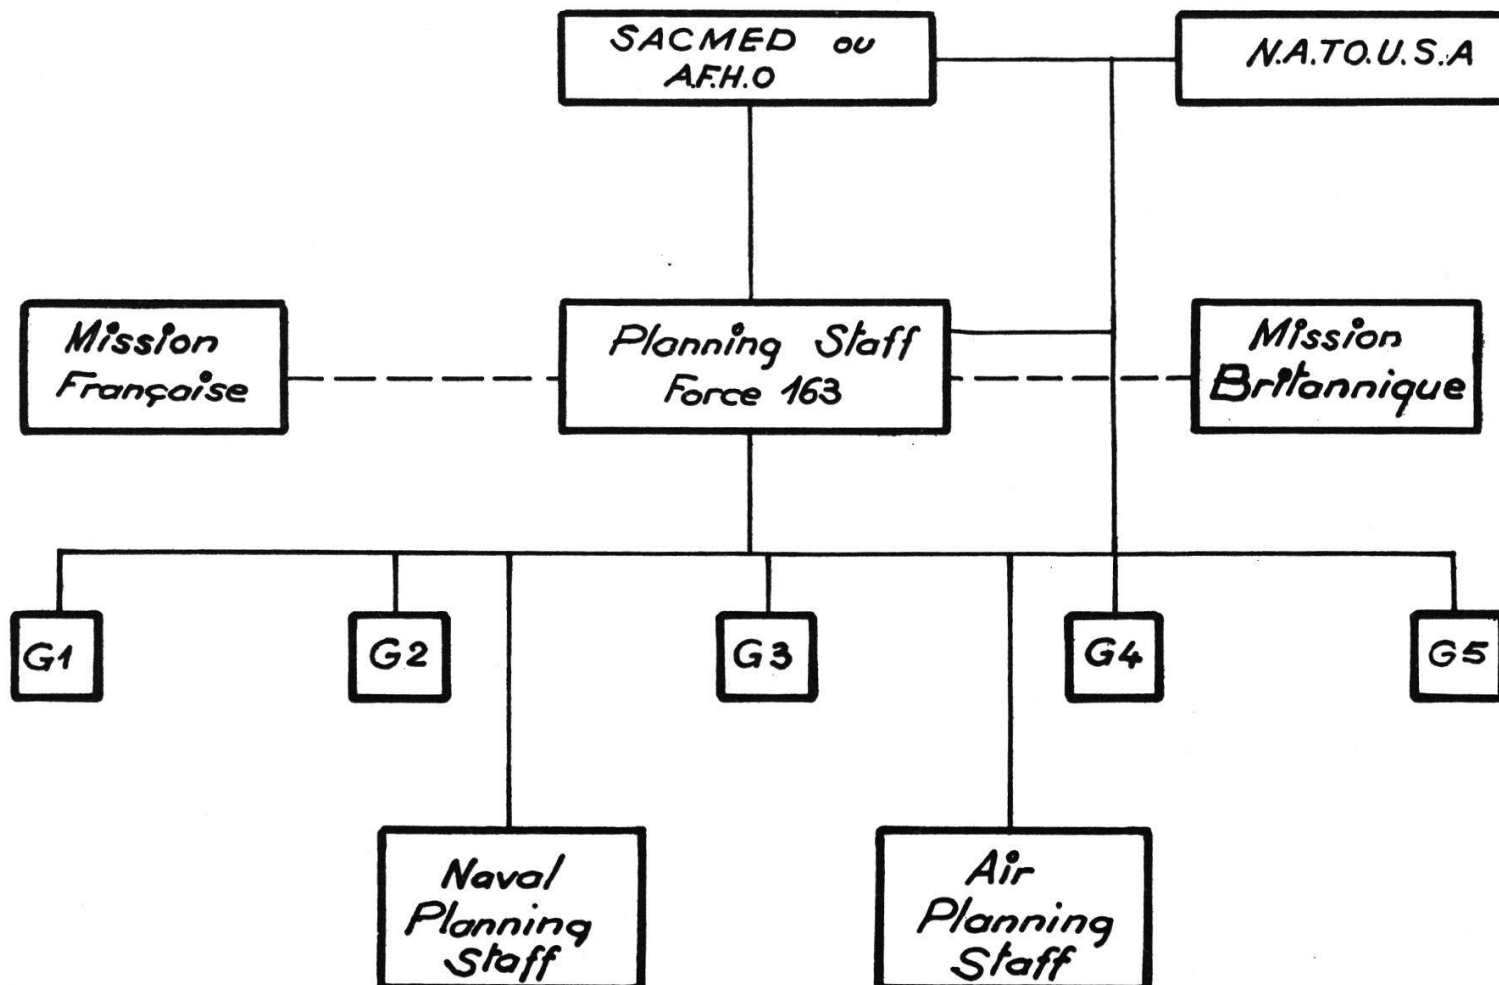 SACMED ou
A.F.H.O
N.A.TO.U.S.A
Mission
Française
Planning Staff
Force 163
Mission
Britannique
G1
G2
G3
G4
G5
Naval
Planning
Staff
Air
Planning
Staff